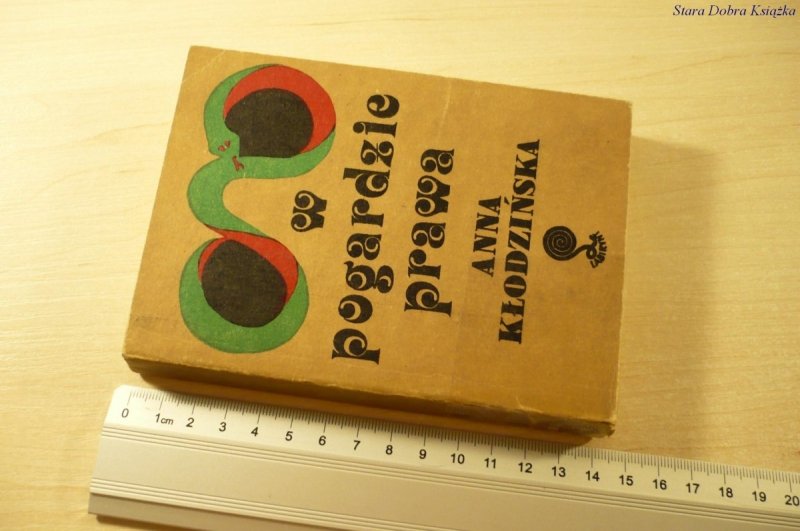 Stara Dobra Książka
w
pogardzie
prawa
ANNA
KŁODZIŃSKA
0 1cm 2 3 4 5 6 7 8 9 10 11 12 13 14 15 16 17 18 19 20